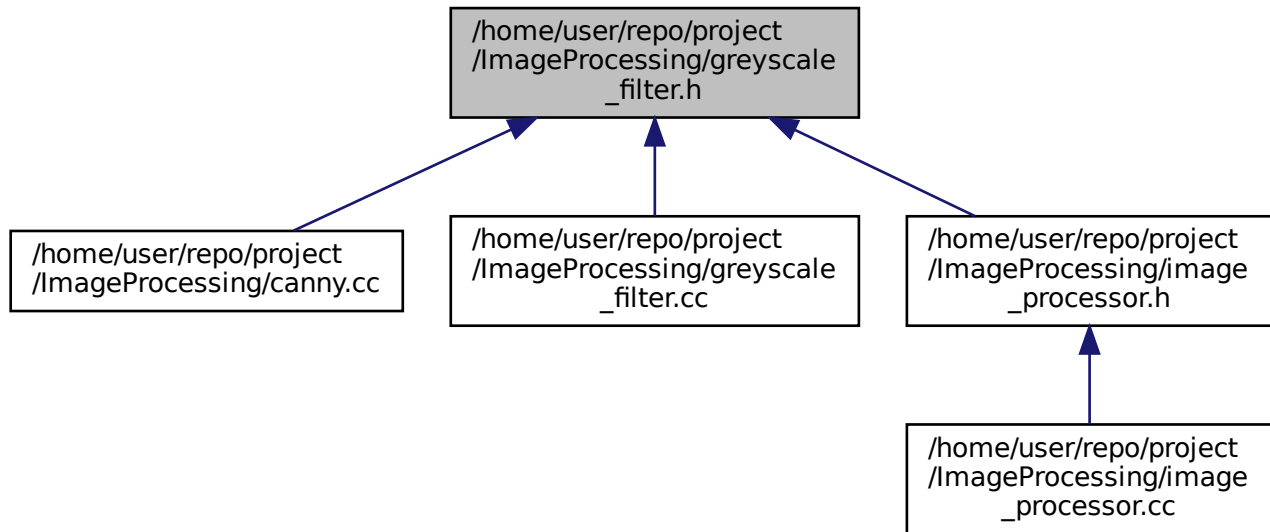 /home/user/repo/project
/ImageProcessing/greyscale
_filter.h
/home/user/repo/project
/ImageProcessing/canny.cc
/home/user/repo/project
/ImageProcessing/greyscale
_filter.cc
/home/user/repo/project
/ImageProcessing/image
_processor.h
/home/user/repo/project
/ImageProcessing/image
_processor.cc